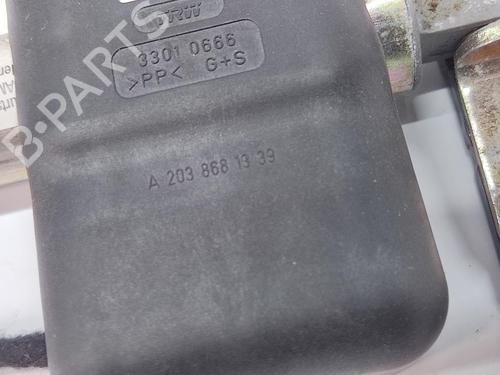 TRW
3301 0666
>PP< G+S
A 203 868 13 39
B-PARTS